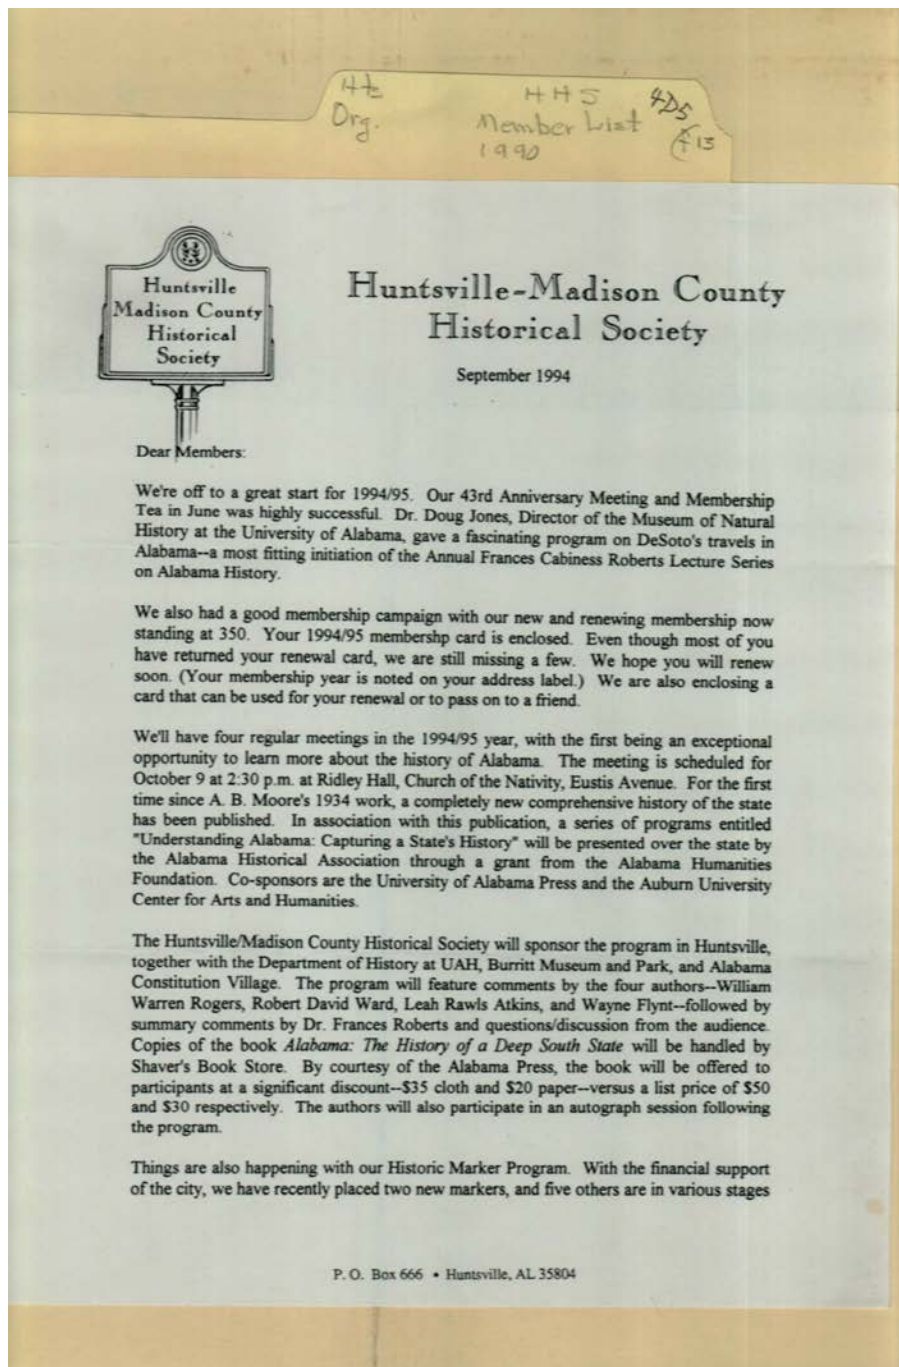 Hts
Org.
HHS
Member List
1990
4D5
13
Huntsville
Madison County
Historical
Society
Huntsville-Madison County
Historical Society
September 1994
Dear Members:
We're off to a great start for 1994/95. Our 43rd Anniversary Meeting and Membership
Tea in June was highly successful. Dr. Doug Jones, Director of the Museum of Natural
History at the University of Alabama, gave a fascinating program on DeSoto's travels in
Alabama--a most fitting initiation of the Annual Frances Cabiness Roberts Lecture Series
on Alabama History.
We also had a good membership campaign with our new and renewing membership now
standing at 350. Your 1994/95 membershp card is enclosed. Even though most of you
have returned your renewal card, we are still missing a few. We hope you will renew
soon. (Your membership year is noted on your address label.) We are also enclosing a
card that can be used for your renewal or to pass on to a friend.
We'll have four regular meetings in the 1994/95 year, with the first being an exceptional
opportunity to learn more about the history of Alabama. The meeting is scheduled for
October 9 at 2:30 p.m. at Ridley Hall, Church of the Nativity, Eustis Avenue. For the first
time since A. B. Moore's 1934 work, a completely new comprehensive history of the state
has been published. In association with this publication, a series of programs entitled
"Understanding Alabama: Capturing a State's History" will be presented over the state by
the Alabama Historical Association through a grant from the Alabama Humanities
Foundation. Co-sponsors are the University of Alabama Press and the Auburn University
Center for Arts and Humanities.
The Huntsville/Madison County Historical Society will sponsor the program in Huntsville,
together with the Department of History at UAH, Burritt Museum and Park, and Alabama
Constitution Village. The program will feature comments by the four authors--William
Warren Rogers, Robert David Ward, Leah Rawls Atkins, and Wayne Flynt--followed by
summary comments by Dr. Frances Roberts and questions/discussion from the audience.
Copies of the book Alabama: The History of a Deep South State will be handled by
Shaver's Book Store. By courtesy of the Alabama Press, the book will be offered to
participants at a significant discount--$35 cloth and $20 paper--versus a list price of $50
and $30 respectively. The authors will also participate in an autograph session following
the program.
Things are also happening with our Historic Marker Program. With the financial support
of the city, we have recently placed two new markers, and five others are in various stages
P. O. Box 666 • Huntsville, AL 35804